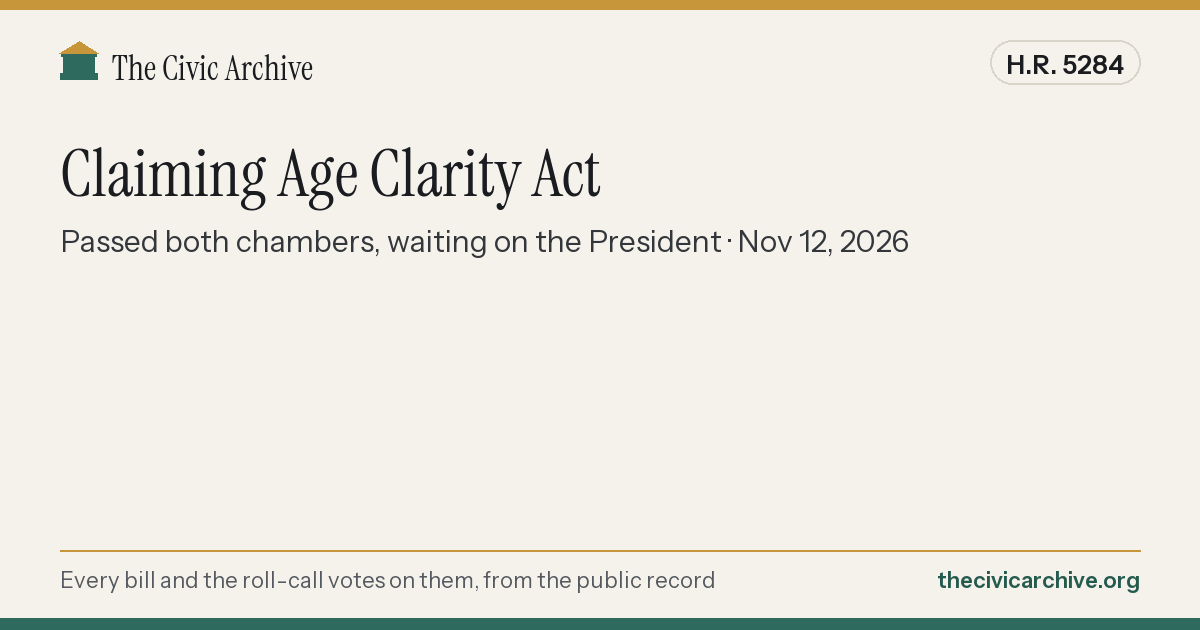 The Civic Archive
H.R. 5284
Claiming Age Clarity Act
Passed both chambers, waiting on the President · Nov 12, 2026
Every bill and the roll-call votes on them, from the public record
thecivicarchive.org